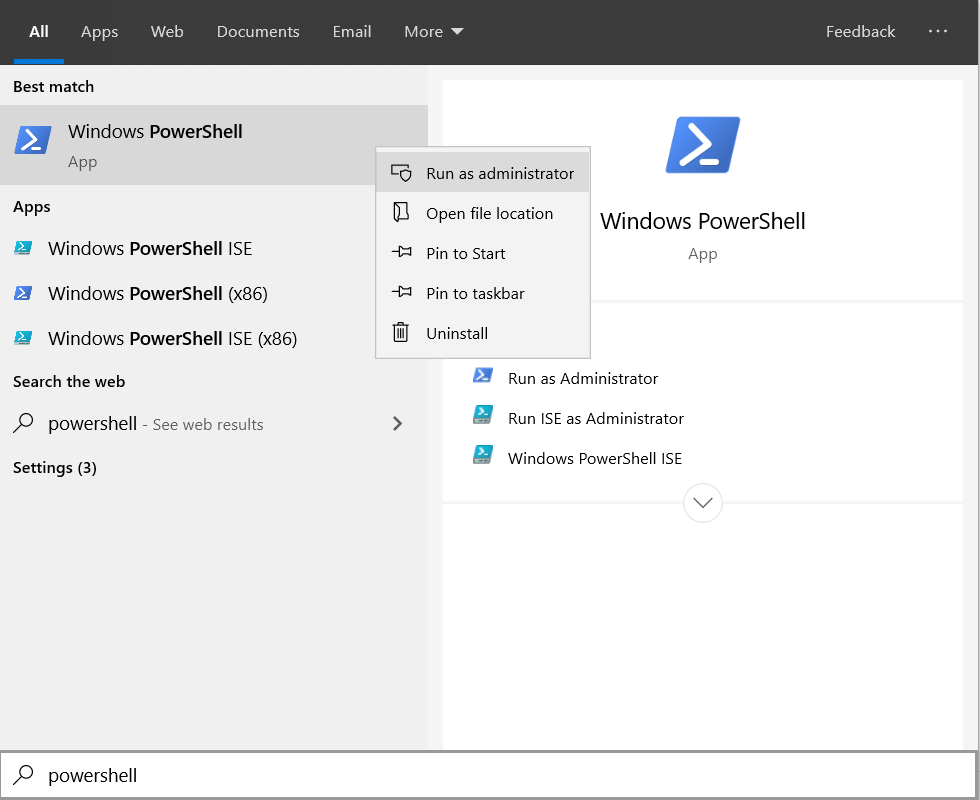 All Apps Web Documents Email More Feedback ...
Best match
Windows PowerShell
App
Apps
Windows PowerShell ISE
Windows PowerShell (x86)
Windows PowerShell ISE (x86)
Search the web
powershell - See web results
Settings (3)
Run as administrator
Open file location
Pin to Start
Pin to taskbar
Uninstall
Windows PowerShell
App
Run as Administrator
Run ISE as Administrator
Windows PowerShell ISE
powershell